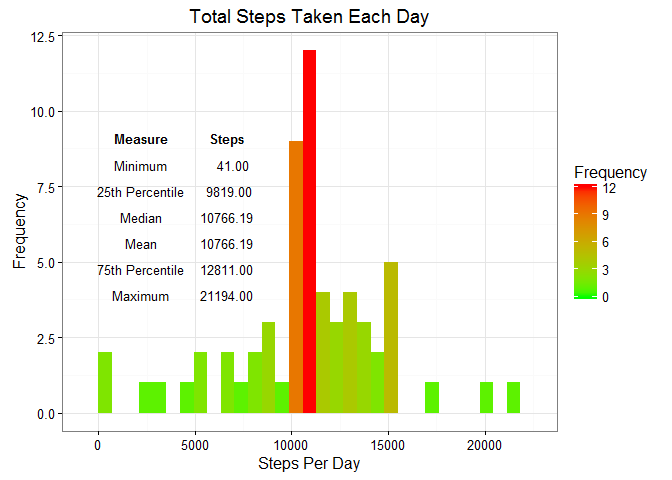 Total Steps Taken Each Day
12.5
10.0
7.5
5.0
2.5
0.0
Frequency
Measure Steps
Minimum 41.00
25th Percentile 9819.00
Median 10766.19
Mean 10766.19
75th Percentile 12811.00
Maximum 21194.00
0 5000 10000 15000 20000
Steps Per Day
Frequency
12
9
6
3
0